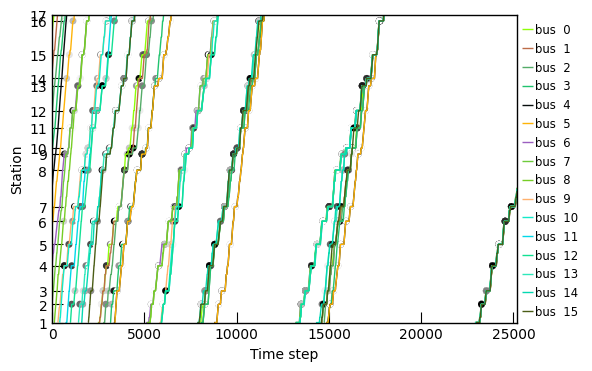 17
16
15
14
13
12
11
10
9
8
7
6
5
4
3
2
1
Station
0
5000
10000
15000
20000
25000
Time step
bus 0
bus 1
bus 2
bus 3
bus 4
bus 5
bus 6
bus 7
bus 8
bus 9
bus 10
bus 11
bus 12
bus 13
bus 14
bus 15